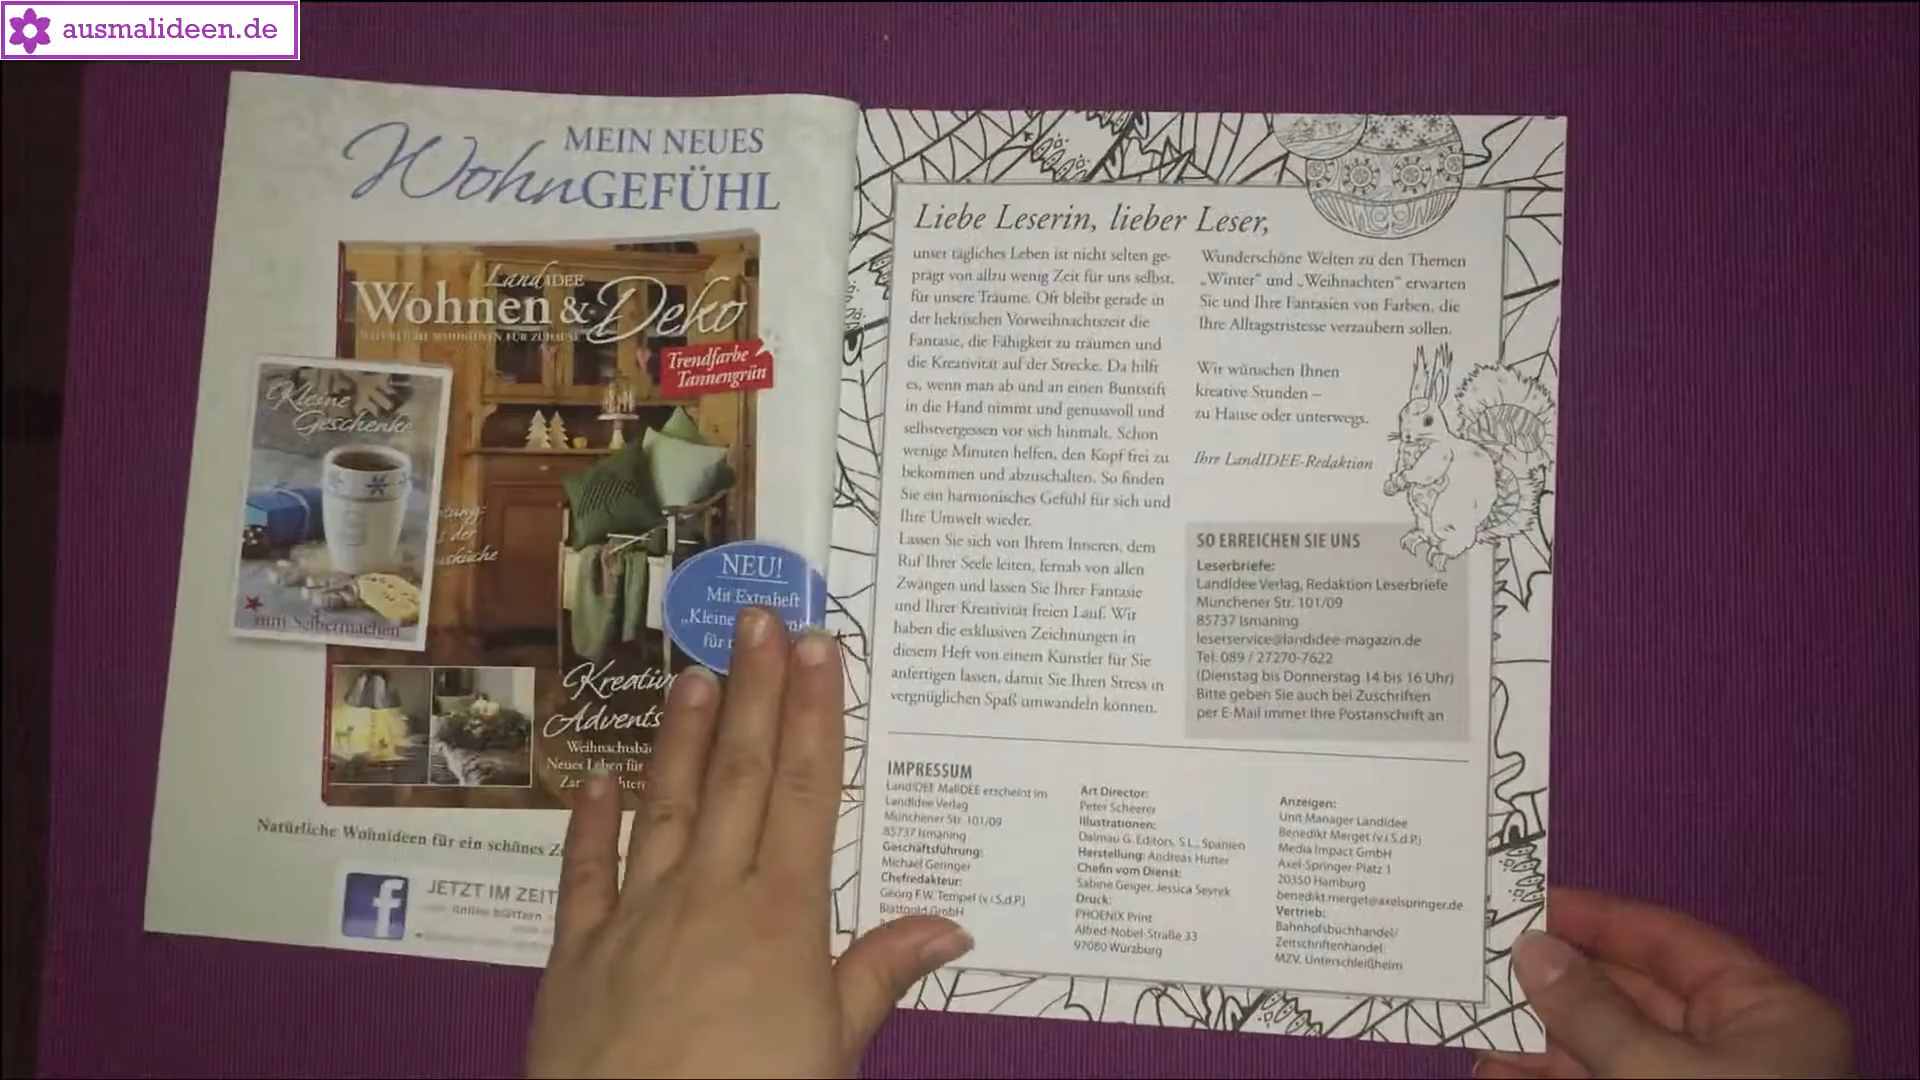 ausmalideen.de
MEIN NEUES
WohnGEFÜHL
LandIDEE
Wohnen & Deko
NATÜRLICHE WOHNIDEEN FÜR ZUHAUSE
Trendfarbe
Tannengrün
Kleine
Geschenke
zum Selbermachen
NEU!
Mit Extraheft
„Kleine
Kreative
Advents
Neues Leben für
Natürliche Wohnideen für ein schönes
JETZT IM
online blättern
Liebe Leserin, lieber Leser,
unser tägliches Leben ist nicht selten ge-
prägt von allzu wenig Zeit für uns selbst,
für unsere Träume. Oft bleibt gerade in
der hektischen Vorweihnachtszeit die
Fantasie, die Fähigkeit zu träumen und
die Kreativität auf der Strecke. Da hilft
es, wenn man ab und an einen Buntstift
in die Hand nimmt und genussvoll und
selbstvergessen vor sich hinmalt. Schon
wenige Minuten helfen, den Kopf frei zu
bekommen und abzuschalten. So finden
Sie ein harmonisches Gefühl für sich und
Ihre Umwelt wieder.
Lassen Sie sich von Ihrem Inneren, dem
Ruf Ihrer Seele leiten, fernab von allen
Zwängen und lassen Sie Ihrer Fantasie
und Ihrer Kreativität freien Lauf. Wir
haben die exklusiven Zeichnungen in
diesem Heft von einem Künstler für Sie
anfertigen lassen, damit Sie Ihren Stress in
vergnüglichen Spaß umwandeln können.
Wunderschöne Welten zu den Themen
„Winter“ und „Weihnachten“ erwarten
Sie und Ihre Fantasien von Farben, die
Ihre Alltagstristesse verzaubern sollen.
Wir wünschen Ihnen
kreative Stunden –
zu Hause oder unterwegs.
Ihre LandIDEE-Redaktion
SO ERREICHEN SIE UNS
Leserbriefe:
LandIdee Verlag, Redaktion Leserbriefe
Münchener Str. 101/09
85737 Ismaning
leserservice@landidee-magazin.de
Tel. 089 / 27270-7622
(Dienstag bis Donnerstag 14 bis 16 Uhr)
Bitte geben Sie auch bei Zuschriften
per E-Mail immer Ihre Postanschrift an
IMPRESSUM
LandIDEE MalIDEE erscheint im
LandIdee Verlag
Münchener Str. 101/09
85737 Ismaning
Geschäftsführung:
Michael Geringer
Chefredakteur:
Georg F.W. Tempel (v.i.S.d.P.)
Blattgold GmbH
Art Director:
Peter Scheerer
Illustrationen:
Dalmau G. Editors, S.L., Spanien
Herstellung: Andreas Hutter
Chefin vom Dienst:
Sabine Geiger, Jessica Seyrek
Druck:
PHOENIX Print
Alfred-Nobel-Straße 33
97080 Würzburg
Anzeigen:
Unit Manager LandIdee
Benedikt Merget (v.i.S.d.P.)
Media Impact GmbH
Axel-Springer-Platz 1
20350 Hamburg
benedikt.merget@axelspringer.de
Vertrieb:
Bahnhofsbuchhandel/
Zeitschriftenhandel:
MZV, Unterschleißheim